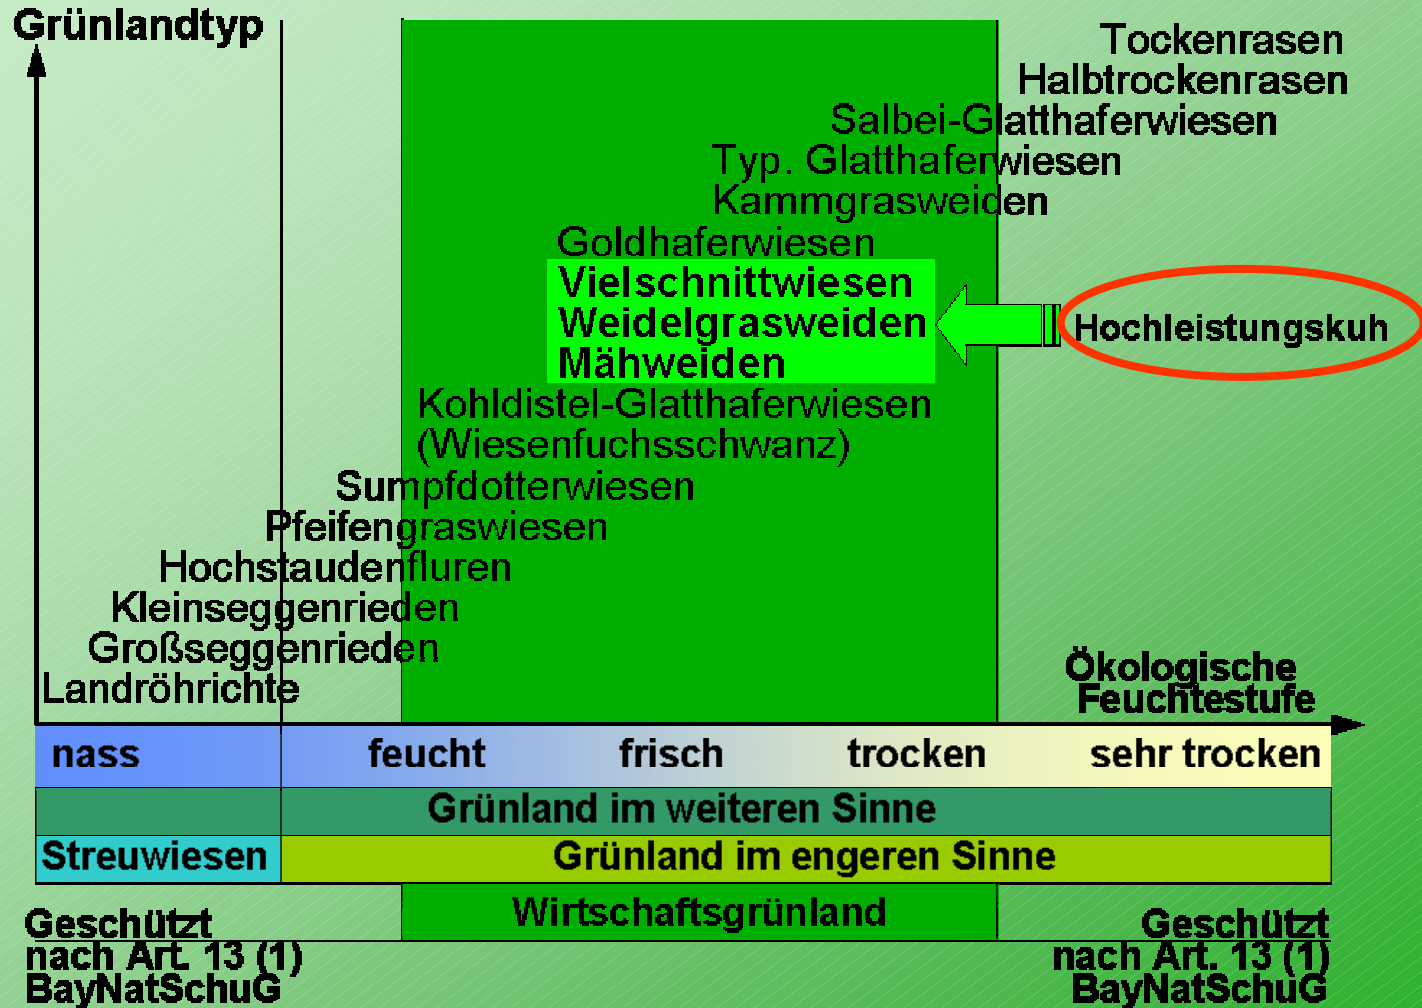 Grünlandtyp
Tockenrasen
Halbtrockenrasen
Salbei-Glatthaferwiesen
Typ. Glatthaferwiesen
Kammgrasweiden
Goldhaferwiesen
Vielschnittwiesen
Weidelgrasweiden
Hochleistungskuh
Mähweiden
Kohldistel-Glatthaferwiesen
(Wiesenfuchsschwanz)
Sumpfdotterwiesen
Pfeifengraswiesen
Hochstaudenfluren
Kleinseggenrieden
Großseggenrieden
Landröhrichte
Ökologische
Feuchtestufe
nass feucht frisch trocken sehr trocken
Grünland im weiteren Sinne
Streuwiesen Grünland im engeren Sinne
Wirtschaftsgrünland
Geschützt
nach Art. 13 (1)
BayNatSchuG
Geschützt
nach Art. 13 (1)
BayNatSchuG